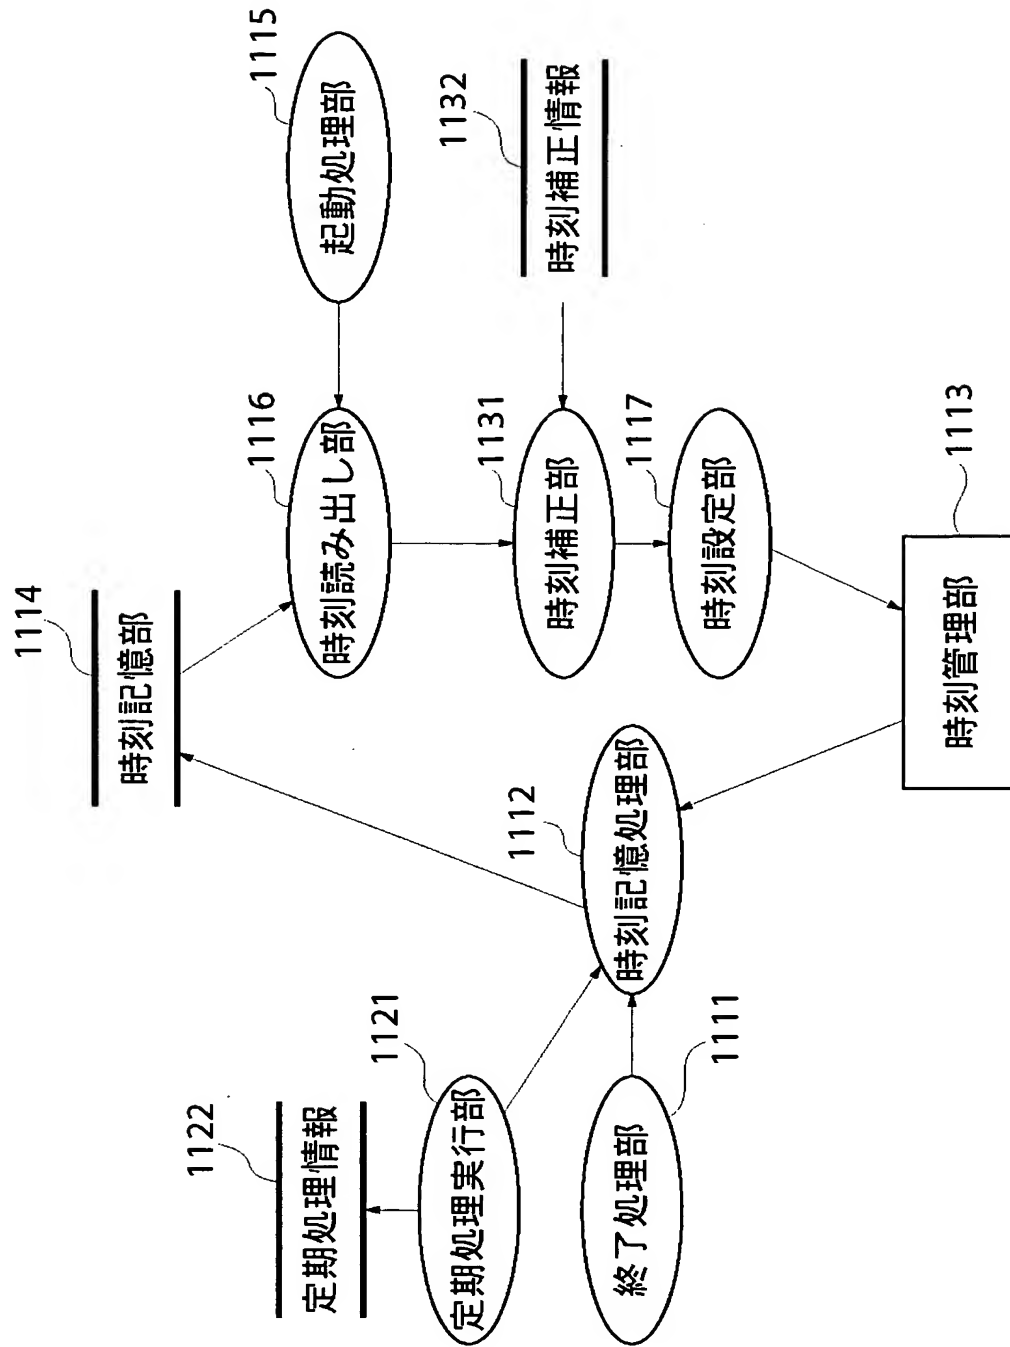 1114
時刻記憶部
1115
起動処理部
1116
時刻読み出し部
1132
時刻補正情報
1131
時刻補正部
1117
時刻設定部
1113
時刻管理部
1112
時刻記憶処理部
1122
定期処理情報
1121
定期処理実行部
1111
終了処理部